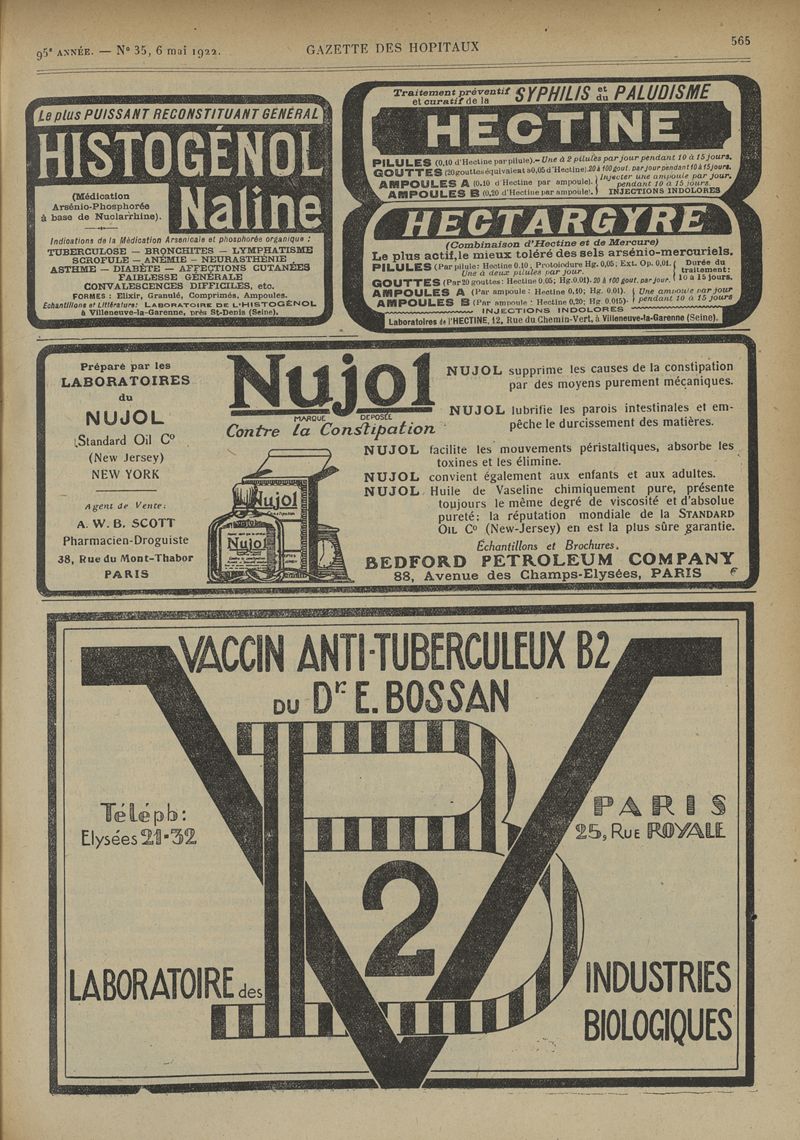 95e ANNÉE. — No 35, 6 mai 1922.
GAZETTE DES HOPITAUX
565
Le plus PUISSANT RECONSTITUANT GÉNÉRAL
HISTOGÉNOL
Naline
(Médication
Arsénio-Phosphorée
à base de Nuclarrhine).
Indications de la Médication Arsenicale et phosphorée organique :
TUBERCULOSE — BRONCHITES — LYMPHATISME
SCROFULE — ANÉMIE — NEURASTHÉNIE
ASTHME — DIABÈTE — AFFECTIONS CUTANÉES
FAIBLESSE GÉNÉRALE
CONVALESCENCES DIFFICILES, etc.
FORMES : Elixir, Granulé, Comprimés, Ampoules.
Echantillons et Littérature : LABORATOIRE DE L'HISTOGÉNOL
à Villeneuve-la-Garenne, près St-Denis (Seine).
Traitement préventif et curatif de la SYPHILIS et du PALUDISME
HECTINE
PILULES (0,10 d'Hectine par pilule).- Une à 2 pilules par jour pendant 10 à 15 jours.
GOUTTES (20 gouttes équivalent à 0,05 d'Hectine) 20 à 100 gout. par jour pendant 10 à 15 jours.
AMPOULES A (0,10 d'Hectine par ampoule). Injecter une ampoule par jour,
pendant 10 à 15 jours.
AMPOULES B (0,20 d'Hectine par ampoule). INJECTIONS INDOLORES
HECTARGYRE
(Combinaison d'Hectine et de Mercure)
Le plus actif, le mieux toléré des sels arsénio-mercuriels.
PILULES (Par pilule: Hectine 0,10, Protoiodure Hg. 0,05; Ext. Op. 0,01.
Une à deux pilules par jour.
GOUTTES (Par 20 gouttes: Hectine 0,05; Hg. 0,01). 20 à 100 gout. par jour.
Durée du
traitement:
10 à 15 jours.
AMPOULES A (Par ampoule : Hectine 0,10; Hg. 0,01). Une ampoule par jour
AMPOULES B (Par ampoule : Hectine 0,20; Hg. 0,015). pendant 10 à 15 jours
INJECTIONS INDOLORES
Laboratoires de l'HECTINE, 12, Rue du Chemin-Vert, à Villeneuve-la-Garenne (Seine).
Préparé par les
LABORATOIRES
du
NUJOL
Standard Oil Co
(New Jersey)
NEW YORK
Agent de Vente:
A. W. B. SCOTT
Pharmacien-Droguiste
38, Rue du Mont-Thabor
PARIS
Nujol
MARQUE DEPOSÉE
Contre la Constipation
Nujol
Nujol
NUJOL supprime les causes de la constipation
par des moyens purement mécaniques.
NUJOL lubrifie les parois intestinales et em-
pêche le durcissement des matières.
NUJOL facilite les mouvements péristaltiques, absorbe les
toxines et les élimine.
NUJOL convient également aux enfants et aux adultes.
NUJOL Huile de Vaseline chimiquement pure, présente
toujours le même degré de viscosité et d'absolue
pureté; la réputation mondiale de la STANDARD
OIL Co (New-Jersey) en est la plus sûre garantie.
Échantillons et Brochures.
BEDFORD PETROLEUM COMPANY
88, Avenue des Champs-Elysées, PARIS
VACCIN ANTI-TUBERCULEUX B2
DU Dr. E. BOSSAN
B
V
2
Téléph:
Elysées 21-32
PARIS
25, RUE ROYALE
LABORATOIRE des
INDUSTRIES
BIOLOGIQUES